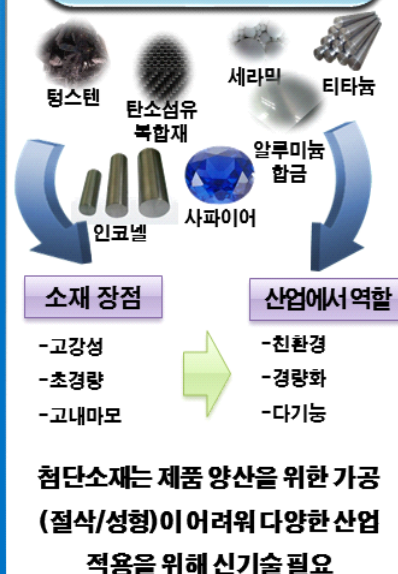 텅스텐
탄소섬유
복합재
세라믹
티타늄
알루미늄
합금
인코넬
사파이어
소재 장점
-고강성
-초경량
-고내마모
산업에서 역할
-친환경
-경량화
-다기능
첨단소재는 제품 양산을 위한 가공
(절삭/성형)이 어려워 다양한 산업
적용을 위해 신기술 필요